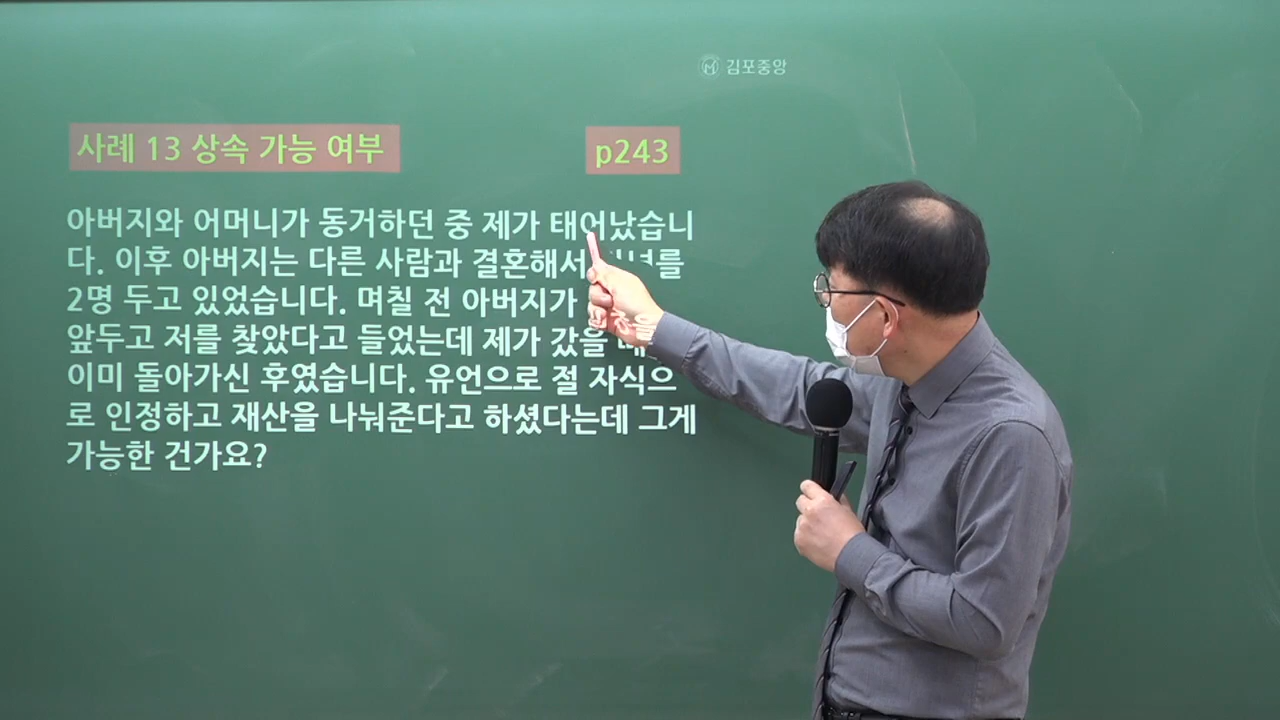 김포중앙
사례 13 상속 가능 여부
p243
아버지와 어머니가 동거하던 중 제가 태어났습니
다. 이후 아버지는 다른 사람과 결혼해서 를
2명 두고 있었습니다. 며칠 전 아버지가
앞두고 저를 찾았다고 들었는데 제가 갔을
이미 돌아가신 후였습니다. 유언으로 절 자식으
로 인정하고 재산을 나눠준다고 하셨다는데 그게
가능한 건가요?